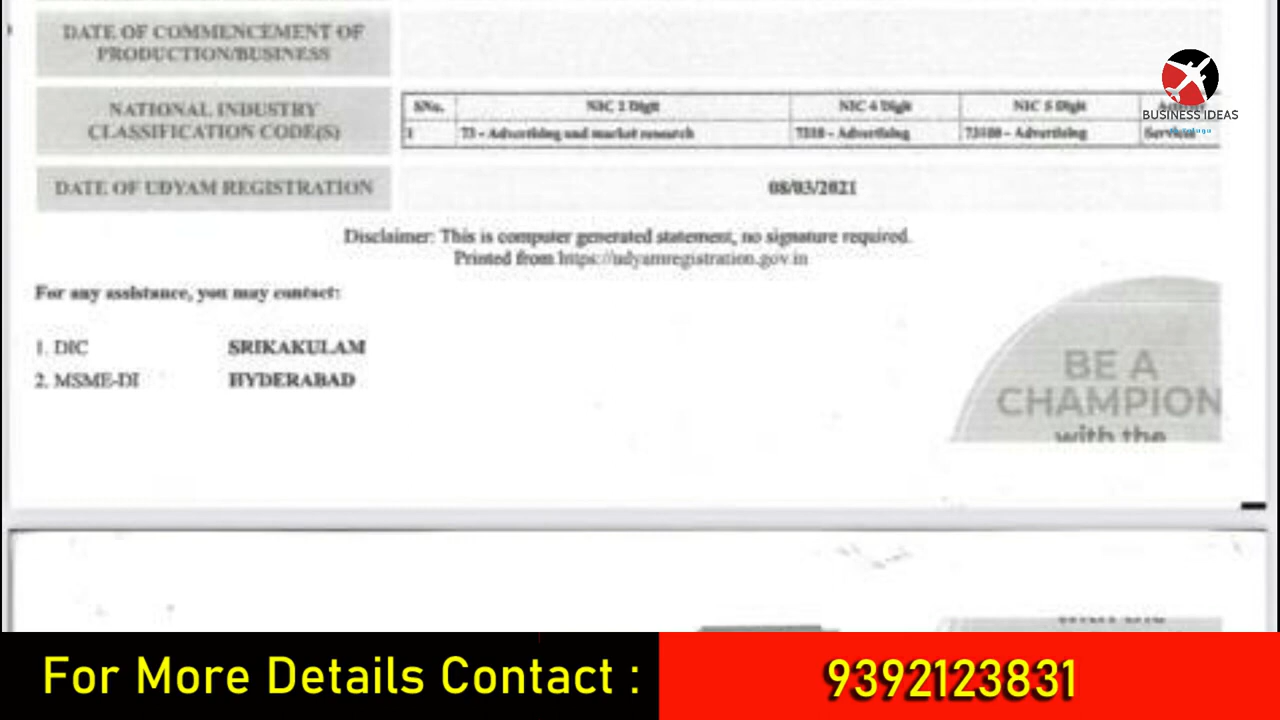 DATE OF COMMENCEMENT OF
PRODUCTION/BUSINESS
NATIONAL INDUSTRY
CLASSIFICATION CODE(S)
SNo. NIC 2 Digit NIC 4 Digit NIC 5 Digit
1 73 - Advertising and market research 7310 - Advertising 73100 - Advertising Services
BUSINESS IDEAS
DATE OF UDYAM REGISTRATION 08/03/2021
Disclaimer: This is computer generated statement, no signature required.
Printed from https://udyamregistration.gov.in
For any assistance, you may contact:
1. DIC SRIKAKULAM
2. MSME-DI HYDERABAD
BE A
CHAMPION
with the
For More Details Contact : 9392123831